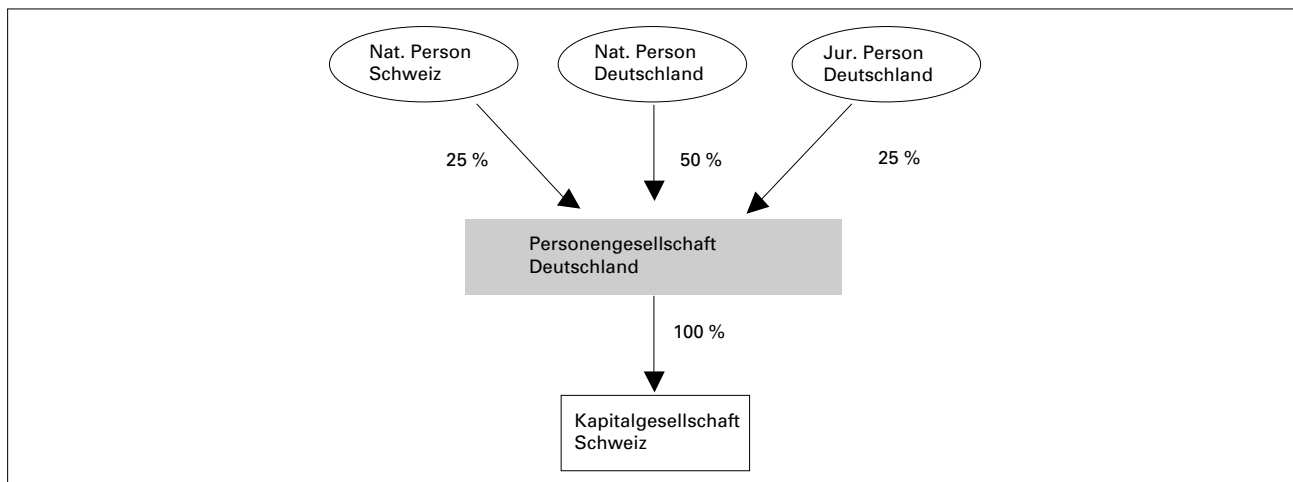 Nat. Person
Schweiz
Nat. Person
Deutschland
Jur. Person
Deutschland
25 %
50 %
25 %
Personengesellschaft
Deutschland
100 %
Kapitalgesellschaft
Schweiz